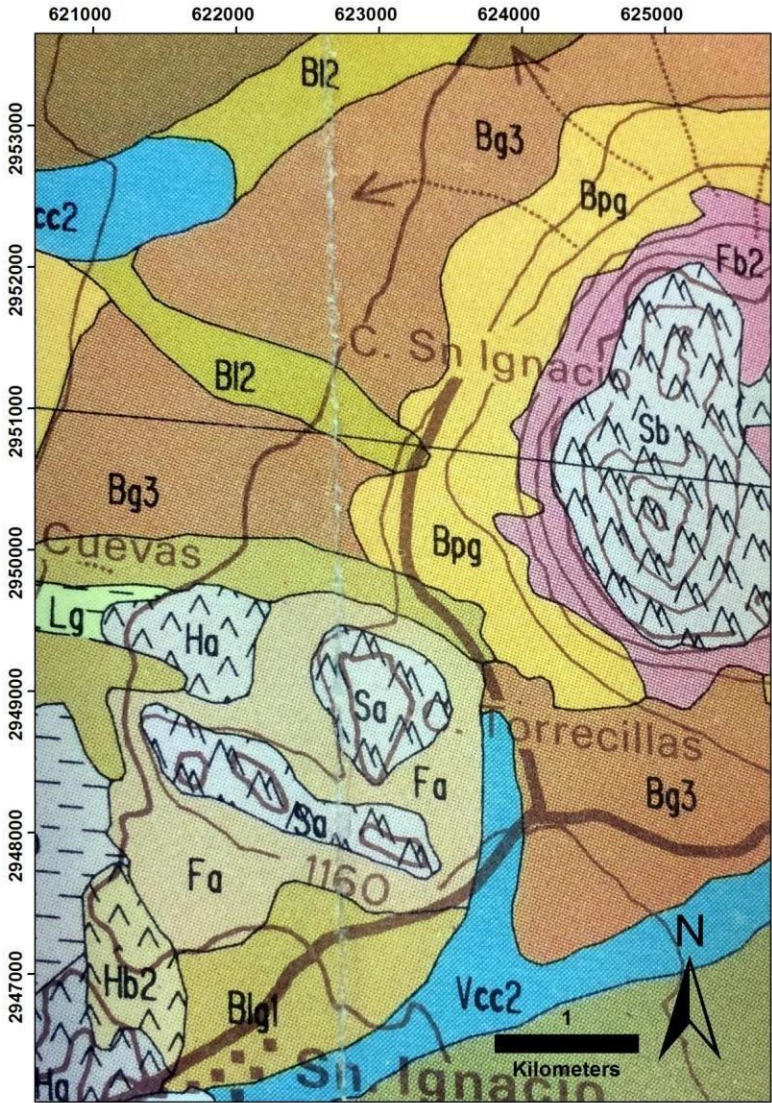 621000 622000 623000 624000 625000
2953000
2952000
2951000
2950000
2949000
2948000
2947000
Bl2
Bg3
Bpg
cc2
Fb2
C. Sn Ignacio
Bl2
Sb
Bg3
Bpg
Cuevas
Lg
Ha
Sa
C. Torrecillas
Fa
Bg3
Sa
Fa
1160
N
Hb2
Vcc2
Blg1
1
Kilometers
Ha
Sn. Ignacio